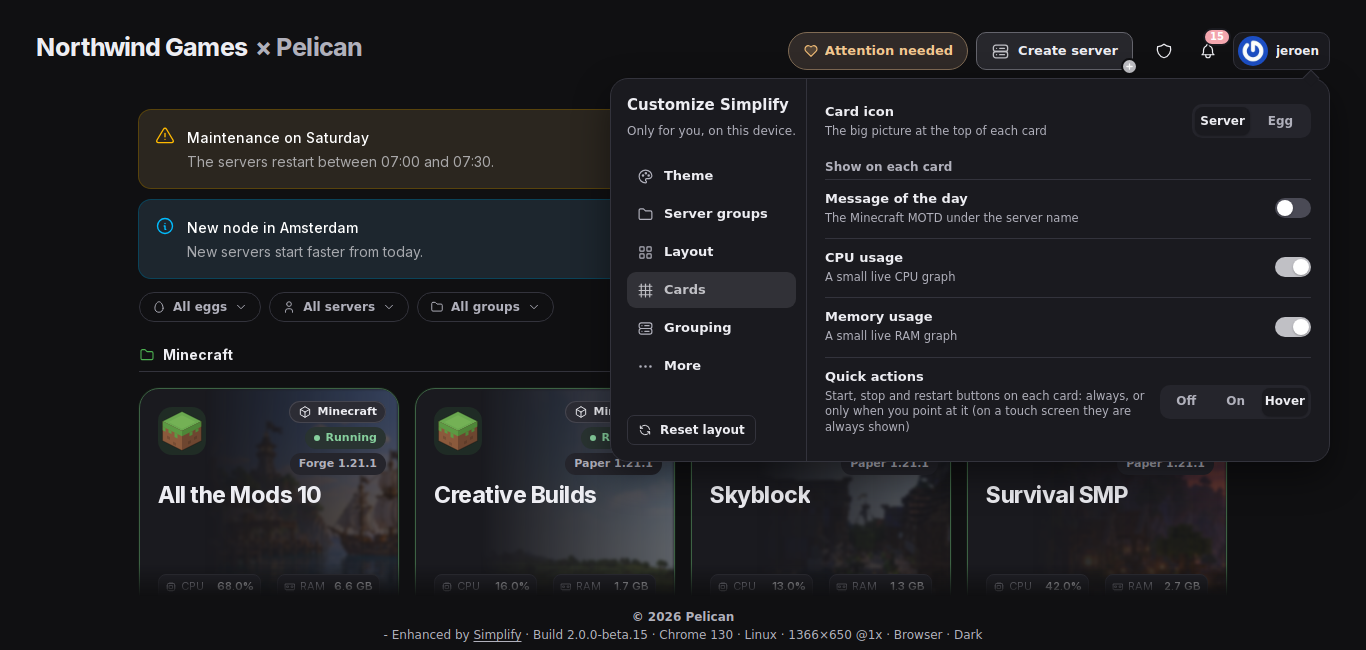 Northwind Games × Pelican
Attention needed
Create server
15
jeroen
Maintenance on Saturday
The servers restart between 07:00 and 07:30.
New node in Amsterdam
New servers start faster from today.
All eggs
All servers
All groups
Minecraft
Customize Simplify
Only for you, on this device.
Theme
Server groups
Layout
Cards
Grouping
More
Reset layout
Card icon
The big picture at the top of each card
Server
Egg
Show on each card
Message of the day
The Minecraft MOTD under the server name
CPU usage
A small live CPU graph
Memory usage
A small live RAM graph
Quick actions
Start, stop and restart buttons on each card: always, or
only when you point at it (on a touch screen they are
always shown)
Off
On
Hover
Minecraft
Running
Forge 1.21.1
All the Mods 10
CPU 68.0%
RAM 6.6 GB
Paper 1.21.1
Creative Builds
CPU 16.0%
RAM 1.7 GB
Paper 1.21.1
Skyblock
CPU 13.0%
RAM 1.3 GB
Paper 1.21.1
Survival SMP
CPU 42.0%
RAM 2.7 GB
© 2026 Pelican
- Enhanced by Simplify · Build 2.0.0-beta.15 · Chrome 130 · Linux · 1366×650 @1x · Browser · Dark